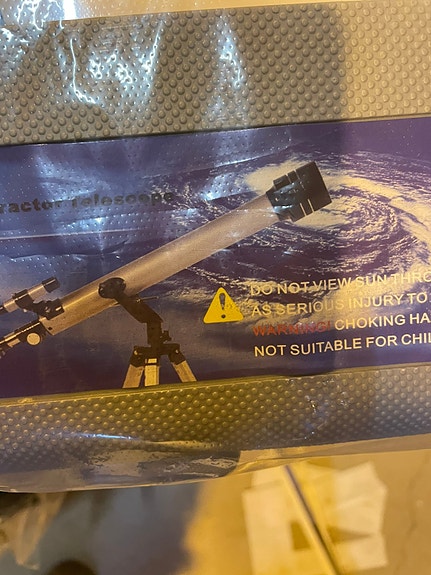 ractor Telescope
DO NOT VIEW SUN THRO
AS SERIOUS INJURY TO
WARNING! CHOKING HA
NOT SUITABLE FOR CHIL